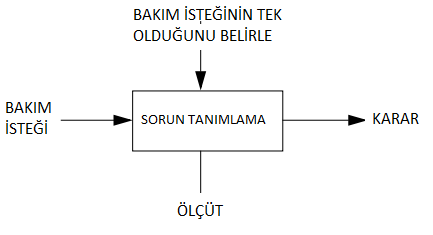 BAKIM İSTEĞİNİN TEK
OLDUĞUNU BELİRLE
BAKIM
İSTEĞİ
SORUN TANIMLAMA
KARAR
ÖLÇÜT